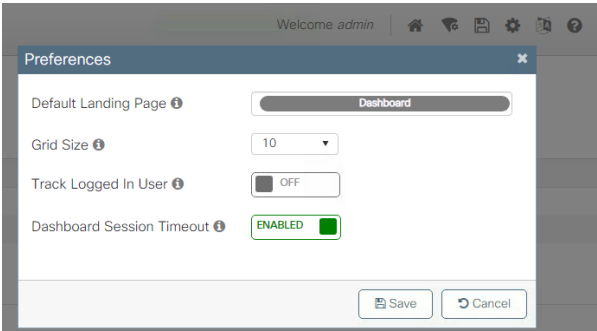 Welcome admin
Preferences
Default Landing Page
Dashboard
Grid Size
10
Track Logged In User
OFF
Dashboard Session Timeout
ENABLED
Save
Cancel